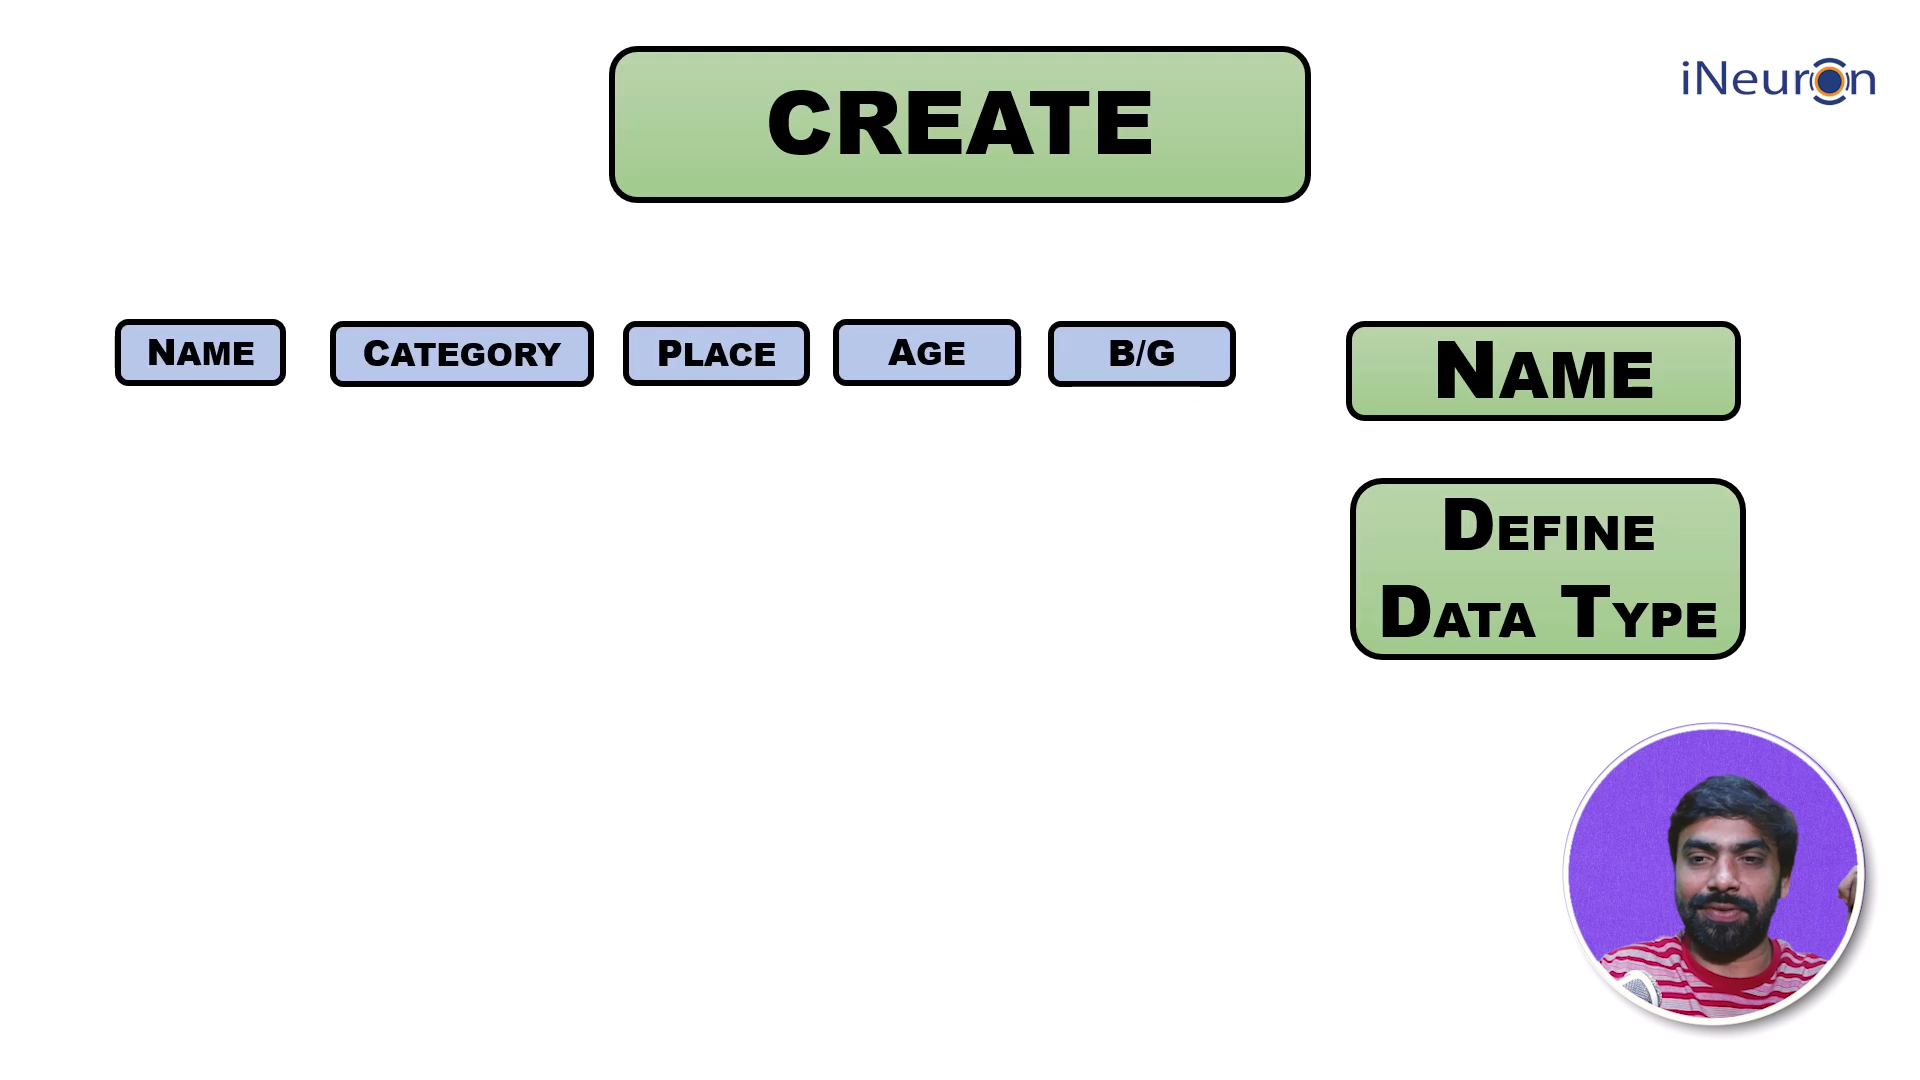 CREATE
iNeuron
NAME
CATEGORY
PLACE
AGE
B/G
NAME
DEFINE
DATA TYPE